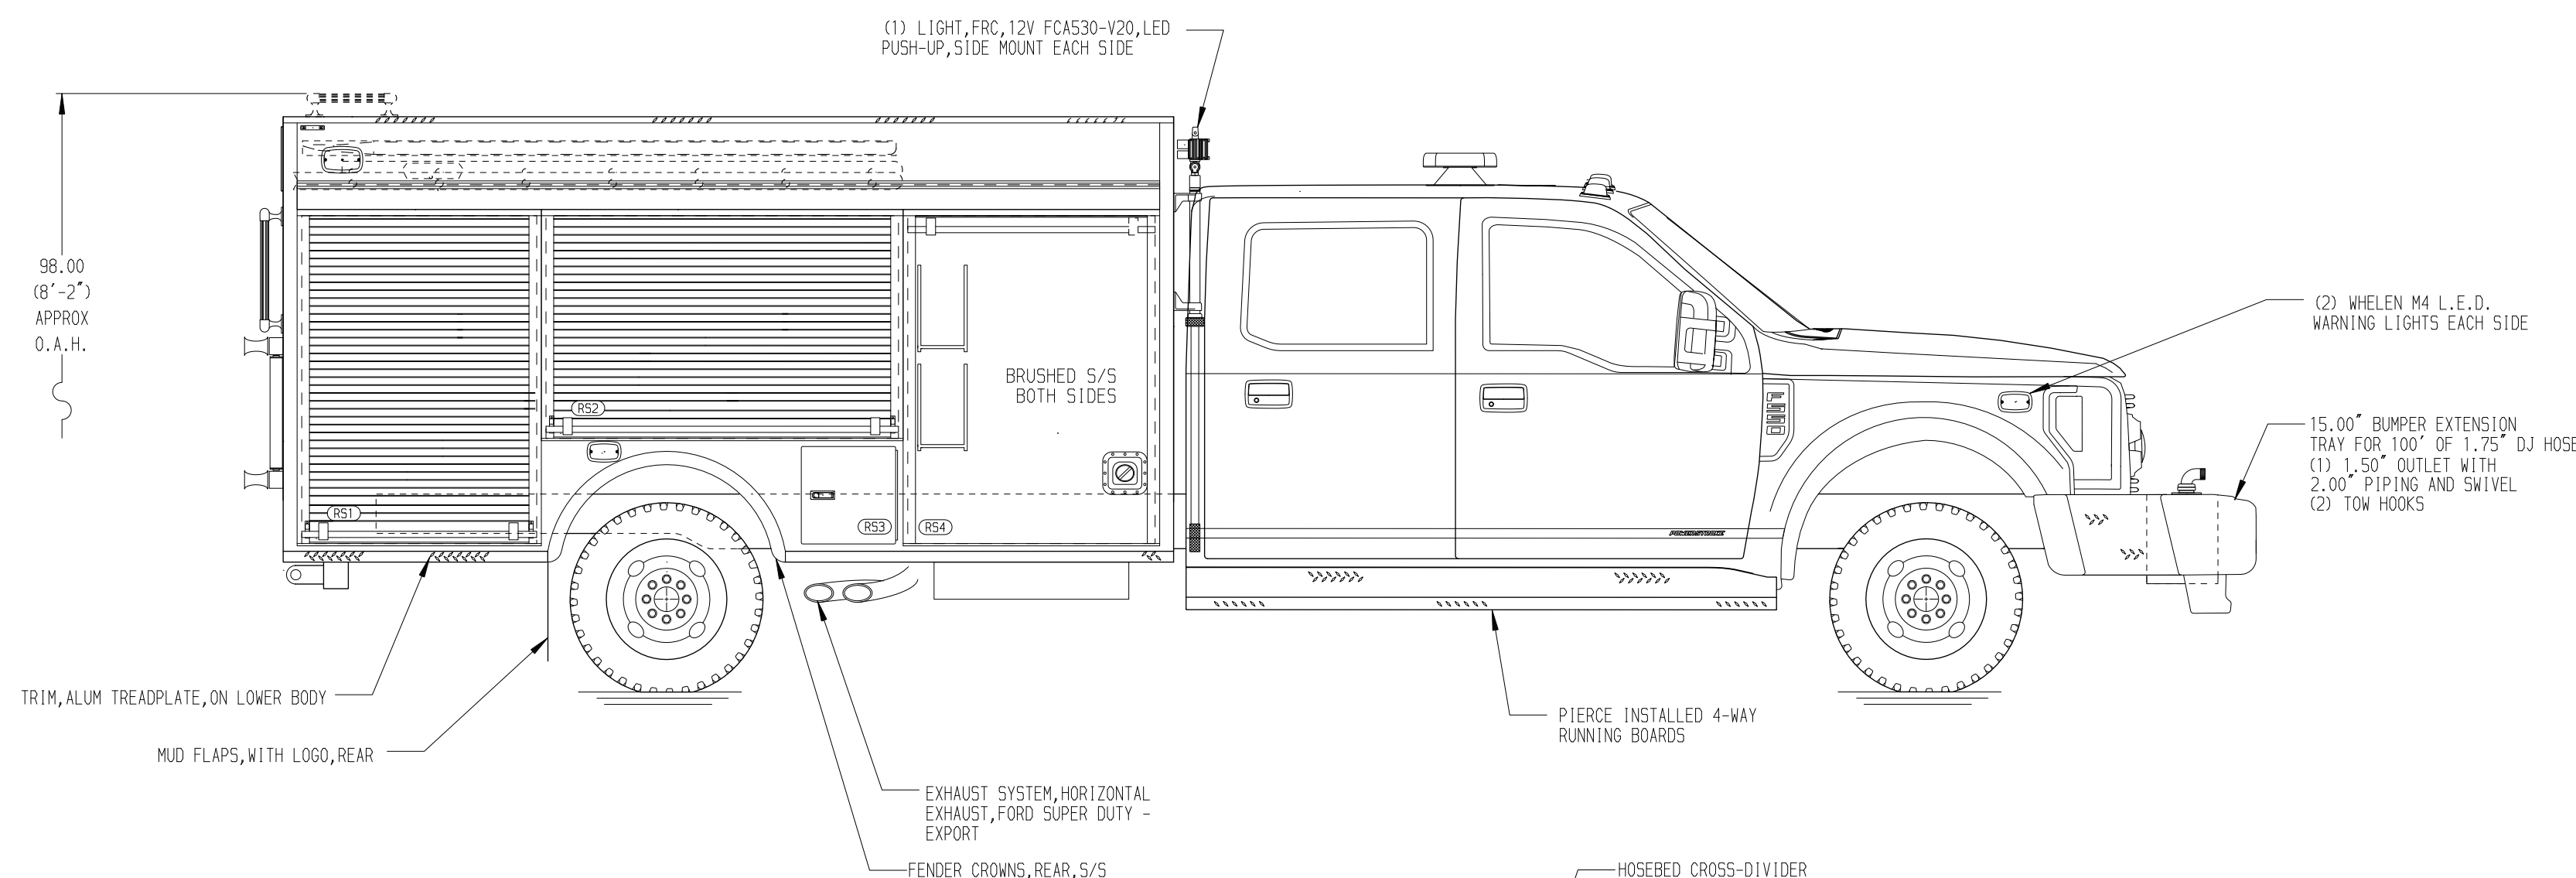 (1) LIGHT,FRC,12V FCA530-V20,LED
PUSH-UP,SIDE MOUNT EACH SIDE
98.00
(8'-2")
APPROX
O.A.H.
(2) WHELEN M4 L.E.D.
WARNING LIGHTS EACH SIDE
BRUSHED S/S
BOTH SIDES
RS2
F550
15.00" BUMPER EXTENSION
TRAY FOR 100' OF 1.75" DJ HOSE
(1) 1.50" OUTLET WITH
2.00" PIPING AND SWIVEL
(2) TOW HOOKS
RS1
RS3
RS4
POWERSTROKE
TRIM,ALUM TREADPLATE,ON LOWER BODY
MUD FLAPS,WITH LOGO,REAR
PIERCE INSTALLED 4-WAY
RUNNING BOARDS
EXHAUST SYSTEM,HORIZONTAL
EXHAUST,FORD SUPER DUTY -
EXPORT
FENDER CROWNS,REAR,S/S
HOSEBED CROSS-DIVIDER